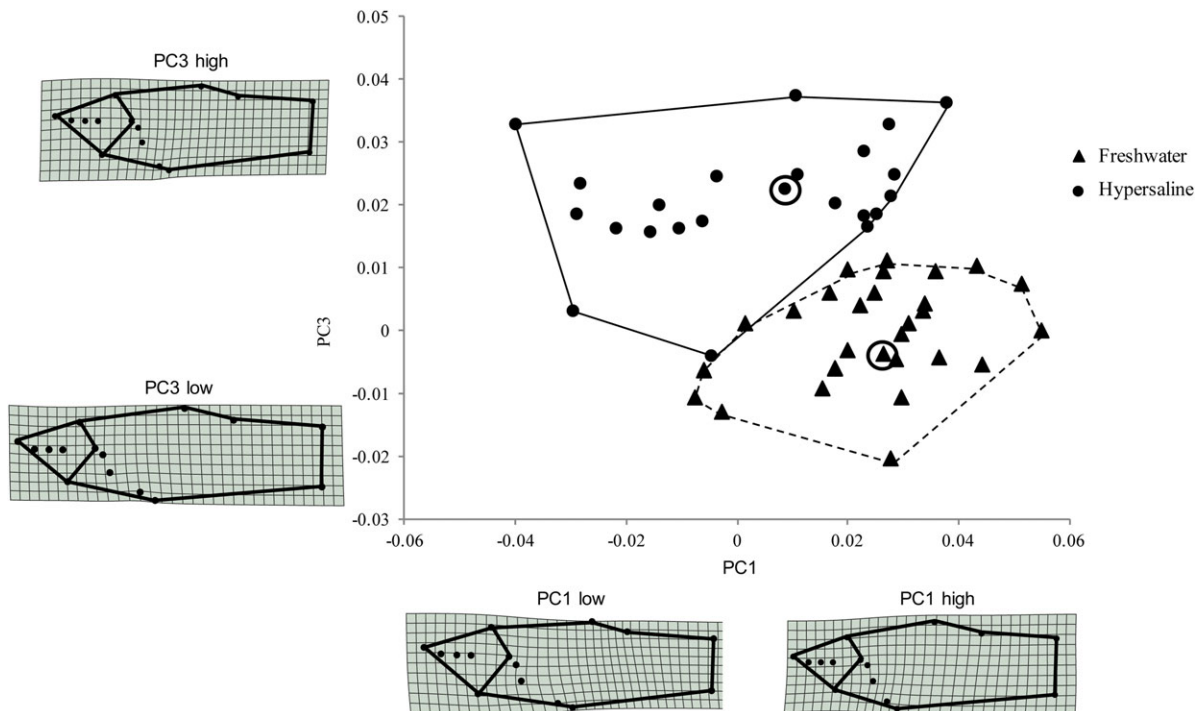 PC3 high
PC3 low
PC3
0.05
0.04
0.03
0.02
0.01
0
-0.01
-0.02
-0.03
-0.06
-0.04
-0.02
0
0.02
0.04
0.06
PC1
Freshwater
Hypersaline
PC1 low
PC1 high